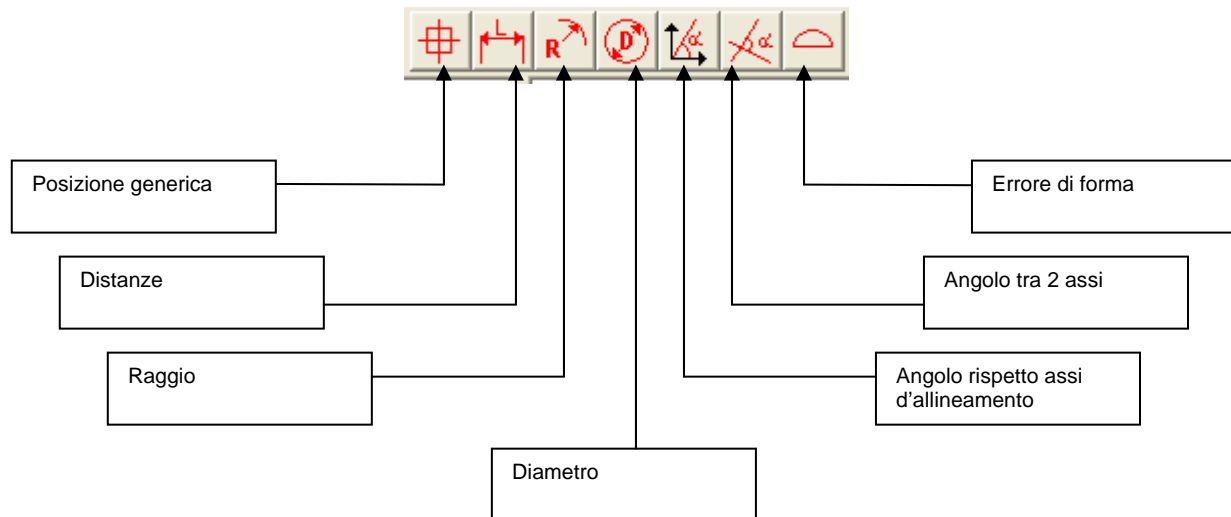 L
R
D
α
α
Posizione generica
Errore di forma
Distanze
Angolo tra 2 assi
Raggio
Angolo rispetto assi
d'allineamento
Diametro